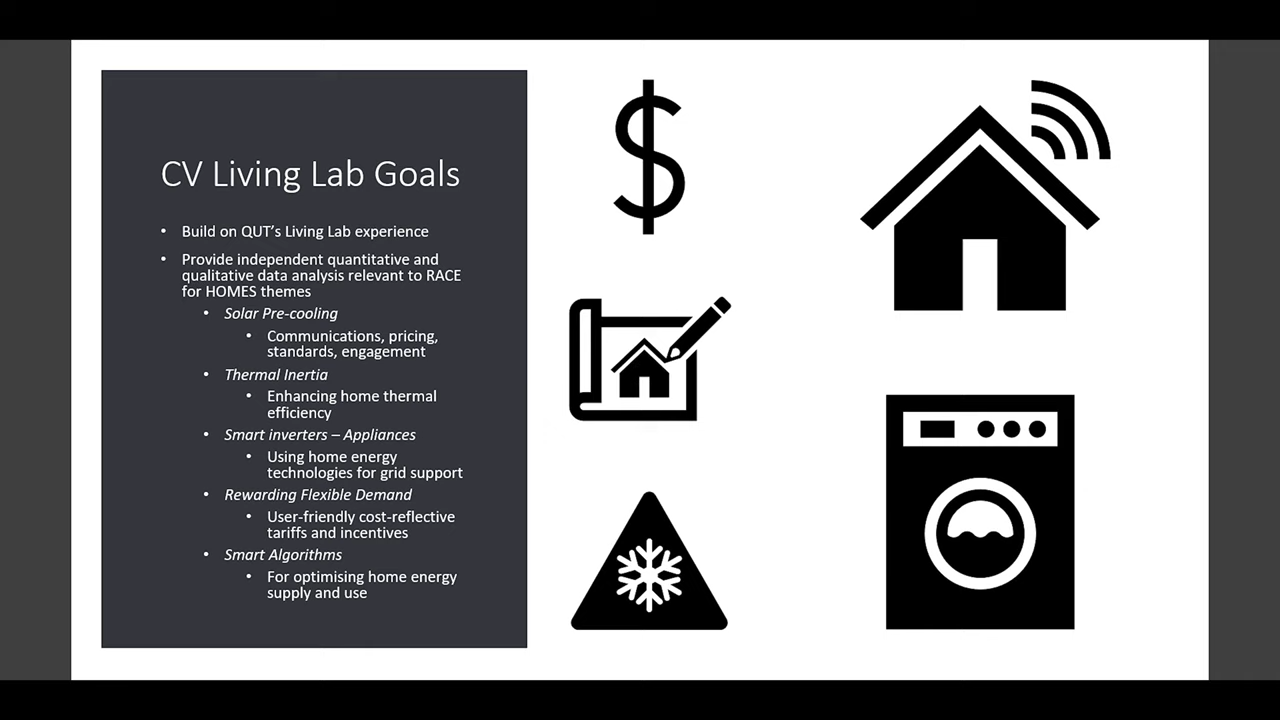 CV Living Lab Goals
• Build on QUT's Living Lab experience
• Provide independent quantitative and
qualitative data analysis relevant to RACE
for HOMES themes
• Solar Pre-cooling
• Communications, pricing,
standards, engagement
• Thermal Inertia
• Enhancing home thermal
efficiency
• Smart inverters – Appliances
• Using home energy
technologies for grid support
• Rewarding Flexible Demand
• User-friendly cost-reflective
tariffs and incentives
• Smart Algorithms
• For optimising home energy
supply and use
$